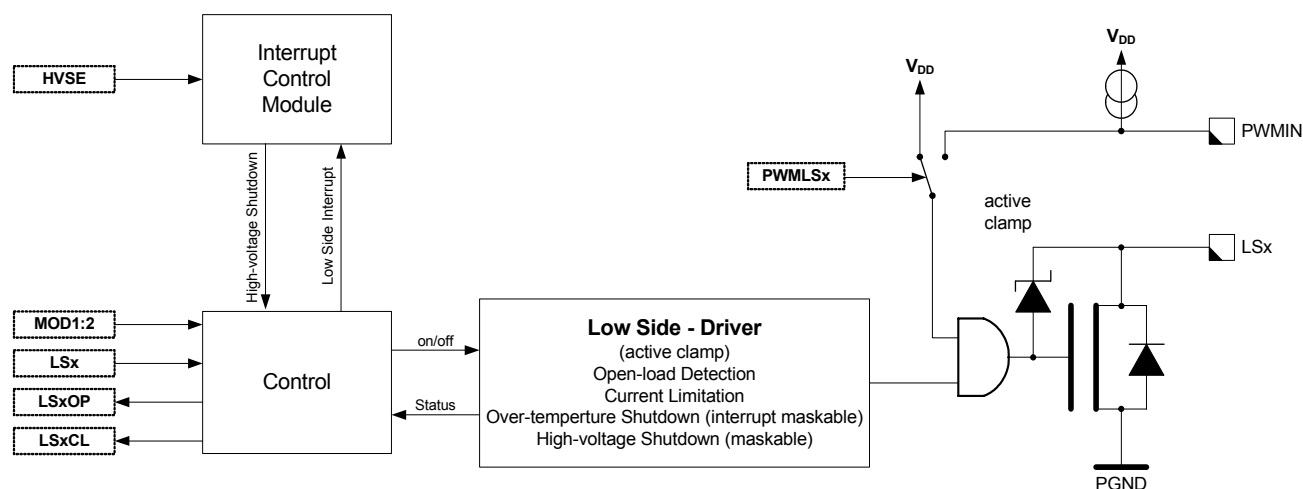 Interrupt
Control
Module
HVSE
High-voltage Shutdown
Low Side Interrupt
VDD
VDD
PWMIN
PWMLSx
active
clamp
LSx
MOD1:2
LSx
LSxOP
LSxCL
Control
on/off
Status
Low Side - Driver
(active clamp)
Open-load Detection
Current Limitation
Over-temperture Shutdown (interrupt maskable)
High-voltage Shutdown (maskable)
PGND